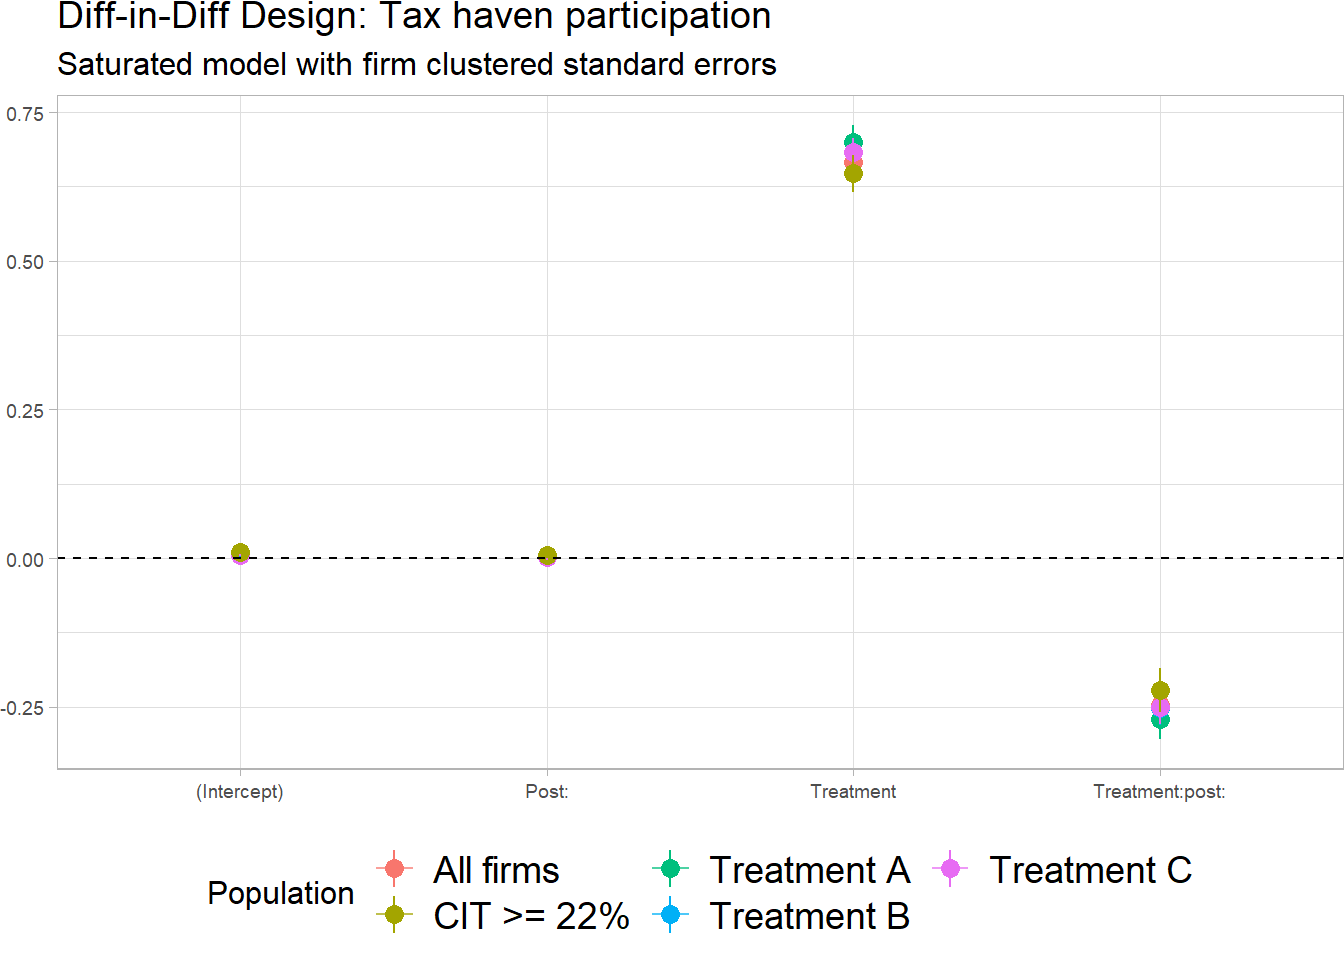 Diff-in-Diff Design: Tax haven participation
Saturated model with firm clustered standard errors
0.75
0.50
0.25
0.00
-0.25
(Intercept) Post: Treatment Treatment:post:
Population
All firms Treatment A Treatment C
CIT >= 22% Treatment B